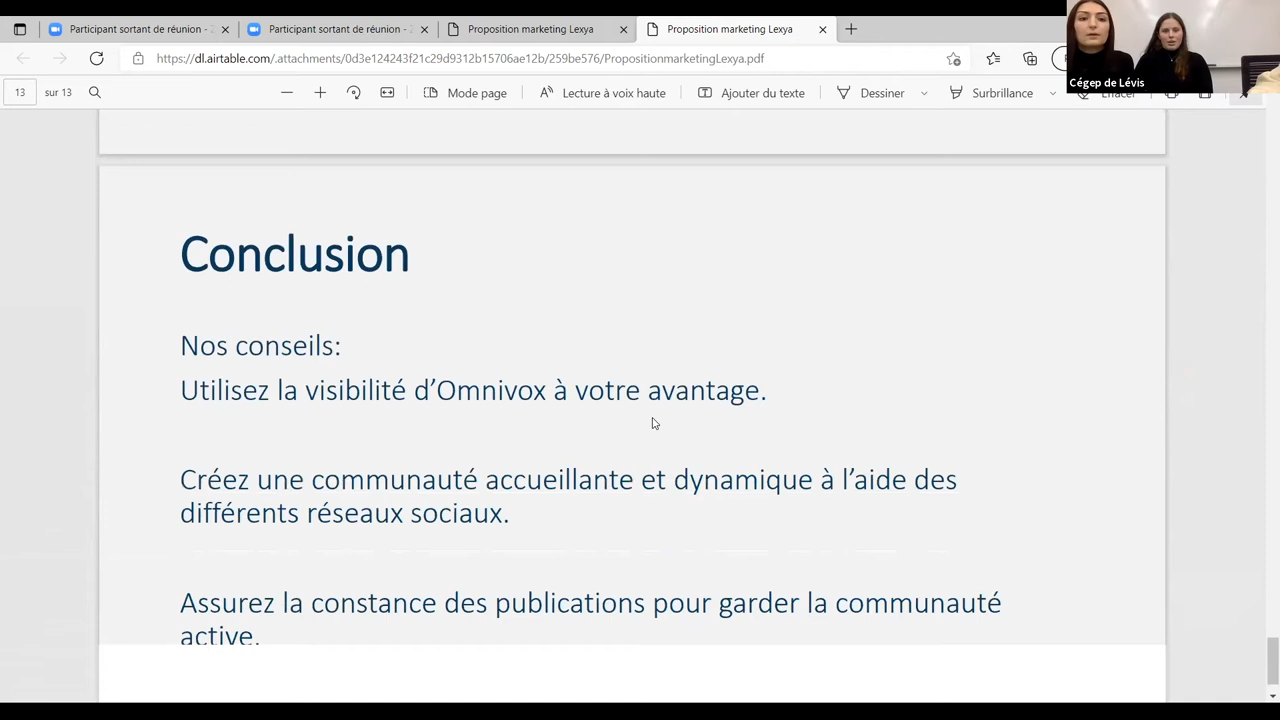 Participant sortant de réunion -
Participant sortant de réunion -
Proposition marketing Lexya
Proposition marketing Lexya
https://dl.airtable.com/.attachments/0d3524243f21c29d9312b15706ae12b/259be576/PropositionmarketingLexya.pdf
13 sur 13
Mode page
Lecture à voix haute
Ajouter du texte
Dessiner
Surbrillance
Effacer
Cégep de Lévis
Conclusion
Nos conseils:
Utilisez la visibilité d’Omnivox à votre avantage.
Créez une communauté accueillante et dynamique à l’aide des
différents réseaux sociaux.
Assurez la constance des publications pour garder la communauté
active.